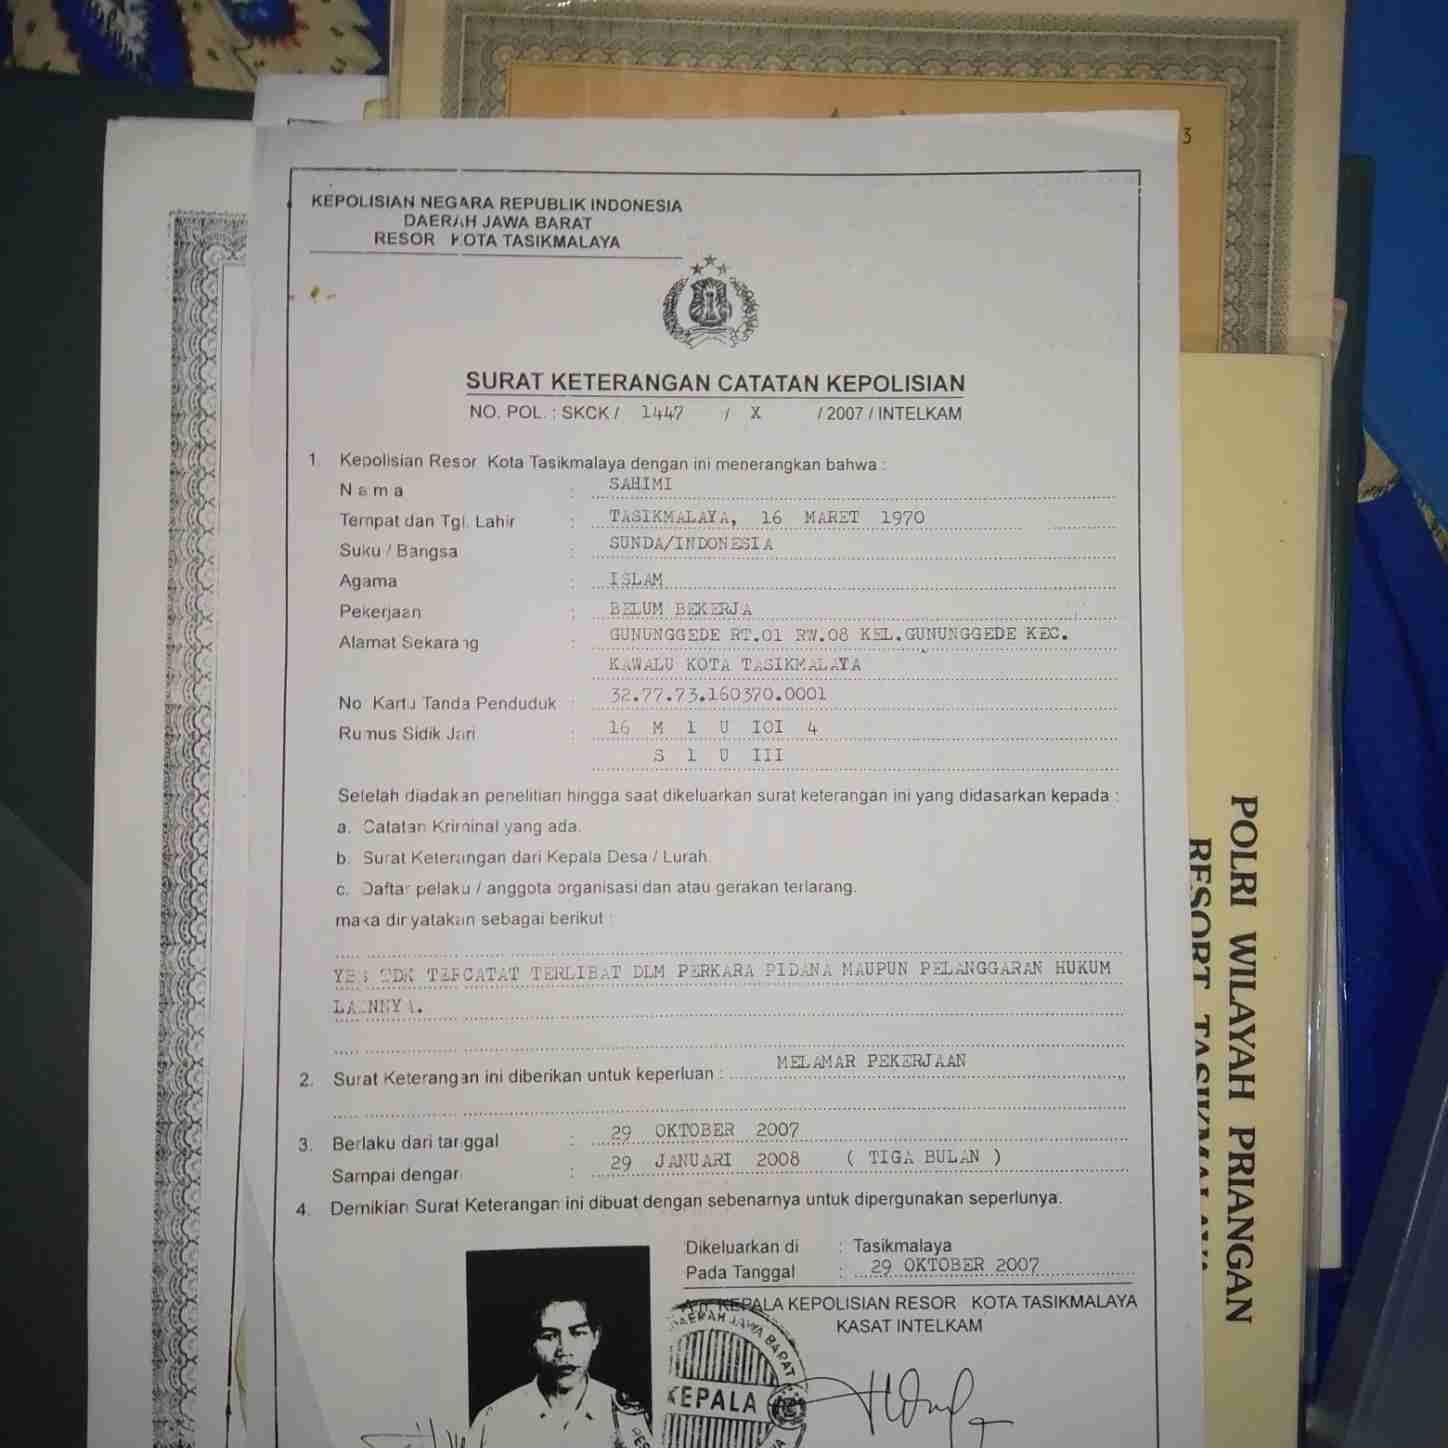 3
KEPOLISIAN NEGARA REPUBLIK INDONESIA
DAERAH JAWA BARAT
RESOR KOTA TASIKMALAYA
SURAT KETERANGAN CATATAN KEPOLISIAN
NO. POL. : SKCK / 1447 / X / 2007 / INTELKAM
1. Kepolisian Resor Kota Tasikmalaya dengan ini menerangkan bahwa :
N a m a : SAHIMI
Tempat dan Tgl. Lahir : TASIKMALAYA, 16 MARET 1970
Suku / Bangsa : SUNDA/INDONESIA
Agama : ISLAM
Pekerjaan : BELUM BEKERJA
Alamat Sekarang : GUNUNGGEDE RT.01 RW.08 KEL.GUNUNGGEDE KEC.
KAWALU KOTA TASIKMALAYA
No. Kartu Tanda Penduduk : 32.77.73.160370.0001
Rumus Sidik Jari : 16 M 1 U IOI 4
S 1 U III
Setelah diadakan penelitian hingga saat dikeluarkan surat keterangan ini yang didasarkan kepada :
a. Catatan Kriminal yang ada.
b. Surat Keterangan dari Kepala Desa / Lurah.
c. Daftar pelaku / anggota organisasi dan atau gerakan terlarang.
maka dinyatakan sebagai berikut :
TDK TERCATAT TERLIBAT DLM PERKARA PIDANA MAUPUN PELANGGARAN HUKUM
LAINNYA.
2. Surat Keterangan ini diberikan untuk keperluan : MELAMAR PEKERJAAN
3. Berlaku dari tanggal : 29 OKTOBER 2007
Sampai dengan : 29 JANUARI 2008 ( TIGA BULAN )
4. Demikian Surat Keterangan ini dibuat dengan sebenarnya untuk dipergunakan seperlunya.
Dikeluarkan di : Tasikmalaya
Pada Tanggal : 29 OKTOBER 2007
A.n. KEPALA KEPOLISIAN RESOR KOTA TASIKMALAYA
KASAT INTELKAM
DAERAH JAWA BARAT
KEPALA
POLRI WILAYAH PRIANGAN
RESORT TASIKMALAYA